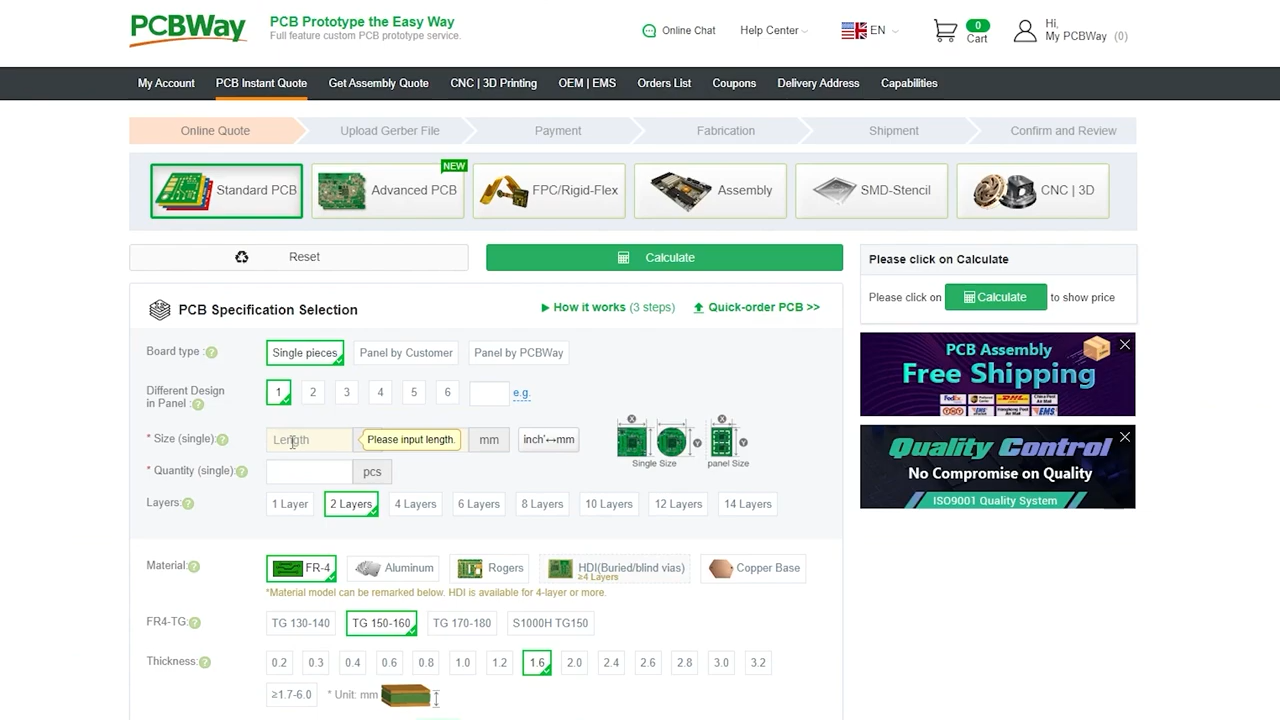 PCBWay
PCB Prototype the Easy Way
Full feature custom PCB prototype service.
Online Chat
Help Center
EN
0
Cart
Hi,
My PCBWay (0)
My Account
PCB Instant Quote
Get Assembly Quote
CNC | 3D Printing
OEM | EMS
Orders List
Coupons
Delivery Address
Capabilities
Online Quote
Upload Gerber File
Payment
Fabrication
Shipment
Confirm and Review
Standard PCB
NEW
Advanced PCB
FPC/Rigid-Flex
Assembly
SMD-Stencil
CNC | 3D
Reset
Calculate
Please click on Calculate
Please click on Calculate to show price
PCB Specification Selection
How it works (3 steps)
Quick-order PCB >>
PCB Assembly
Free Shipping
FedEx
DHL
EMS
Quality Control
No Compromise on Quality
ISO9001 Quality System
Board type :?
Single pieces
Panel by Customer
Panel by PCBWay
Different Design
in Panel :?
1 2 3 4 5 6 e.g.
* Size (single):?
Length
Please input length.
mm
inch"↔mm
X
Y
X
Y
Single Size
panel Size
* Quantity (single):?
pcs
Layers:?
1 Layer
2 Layers
4 Layers
6 Layers
8 Layers
10 Layers
12 Layers
14 Layers
Material:?
FR-4
Aluminum
Rogers
HDI(Buried/blind vias)
≥4 Layers
Copper Base
*Material model can be remarked below. HDI is available for 4-layer or more.
FR4-TG:?
TG 130-140
TG 150-160
TG 170-180
S1000H TG150
Thickness:?
0.2 0.3 0.4 0.6 0.8 1.0 1.2 1.6 2.0 2.4 2.6 2.8 3.0 3.2
≥1.7-6.0
* Unit: mm